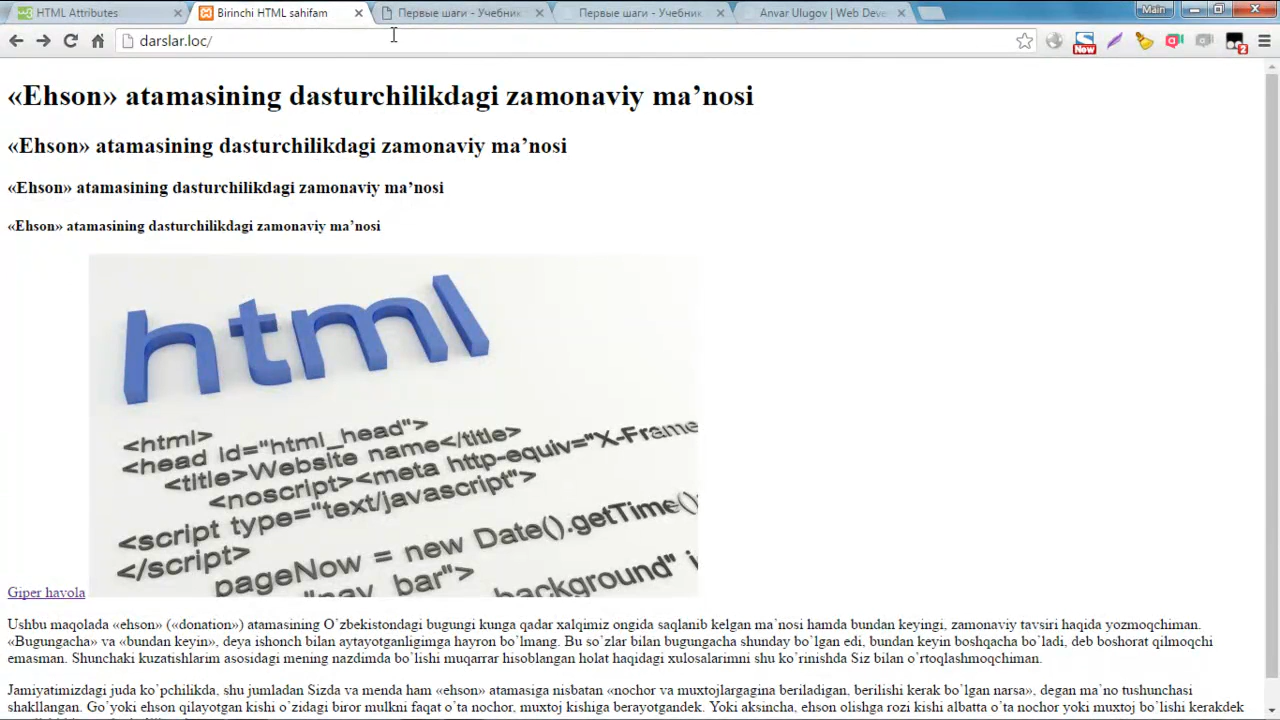 HTML Attributes
Birinchi HTML sahifam
Первые шаги - Учебник
Первые шаги - Учебник
Anvar Ulugov | Web Deve
Main
darslar.loc/
New
2
«Ehson» atamasining dasturchilikdagi zamonaviy ma’nosi
«Ehson» atamasining dasturchilikdagi zamonaviy ma’nosi
«Ehson» atamasining dasturchilikdagi zamonaviy ma’nosi
«Ehson» atamasining dasturchilikdagi zamonaviy ma’nosi
html
<html>
<head id="html_head">
<title>Website name</title>
<noscript><meta http-equiv="X-Frame
<script type="text/javascript">
</script>
pageNow = new Date().getTime()
"nav_bar">
background"
Giper havola
Ushbu maqolada «ehson» («donation») atamasining O`zbekistondagi bugungi kunga qadar xalqimiz ongida saqlanib kelgan ma’nosi hamda bundan keyingi, zamonaviy tavsiri haqida yozmoqchiman.
«Bugungacha» va «bundan keyin», deya ishonch bilan aytayotganligimga hayron bo`lmang. Bu so`zlar bilan bugungacha shunday bo`lgan edi, bundan keyin boshqacha bo`ladi, deb boshorat qilmoqchi
emasman. Shunchaki kuzatishlarim asosidagi mening nazdimda bo`lishi muqarrar hisoblangan holat haqidagi xulosalarimni shu ko`rinishda Siz bilan o`rtoqlashmoqchiman.
Jamiyatimizdagi juda ko`pchilikda, shu jumladan Sizda va menda ham «ehson» atamasiga nisbatan «nochor va muxtojlargagina beriladigan, berilishi kerak bo`lgan narsa», degan ma’no tushunchasi
shakllangan. Go`yoki ehson qilayotgan kishi o`zidagi biror mulkni faqat o`ta nochor, muxtoj kishiga berayotgandek. Yoki aksincha, ehson olishga rozi kishi albatta o`ta nochor yoki muxtoj bo`lishi kerakdek